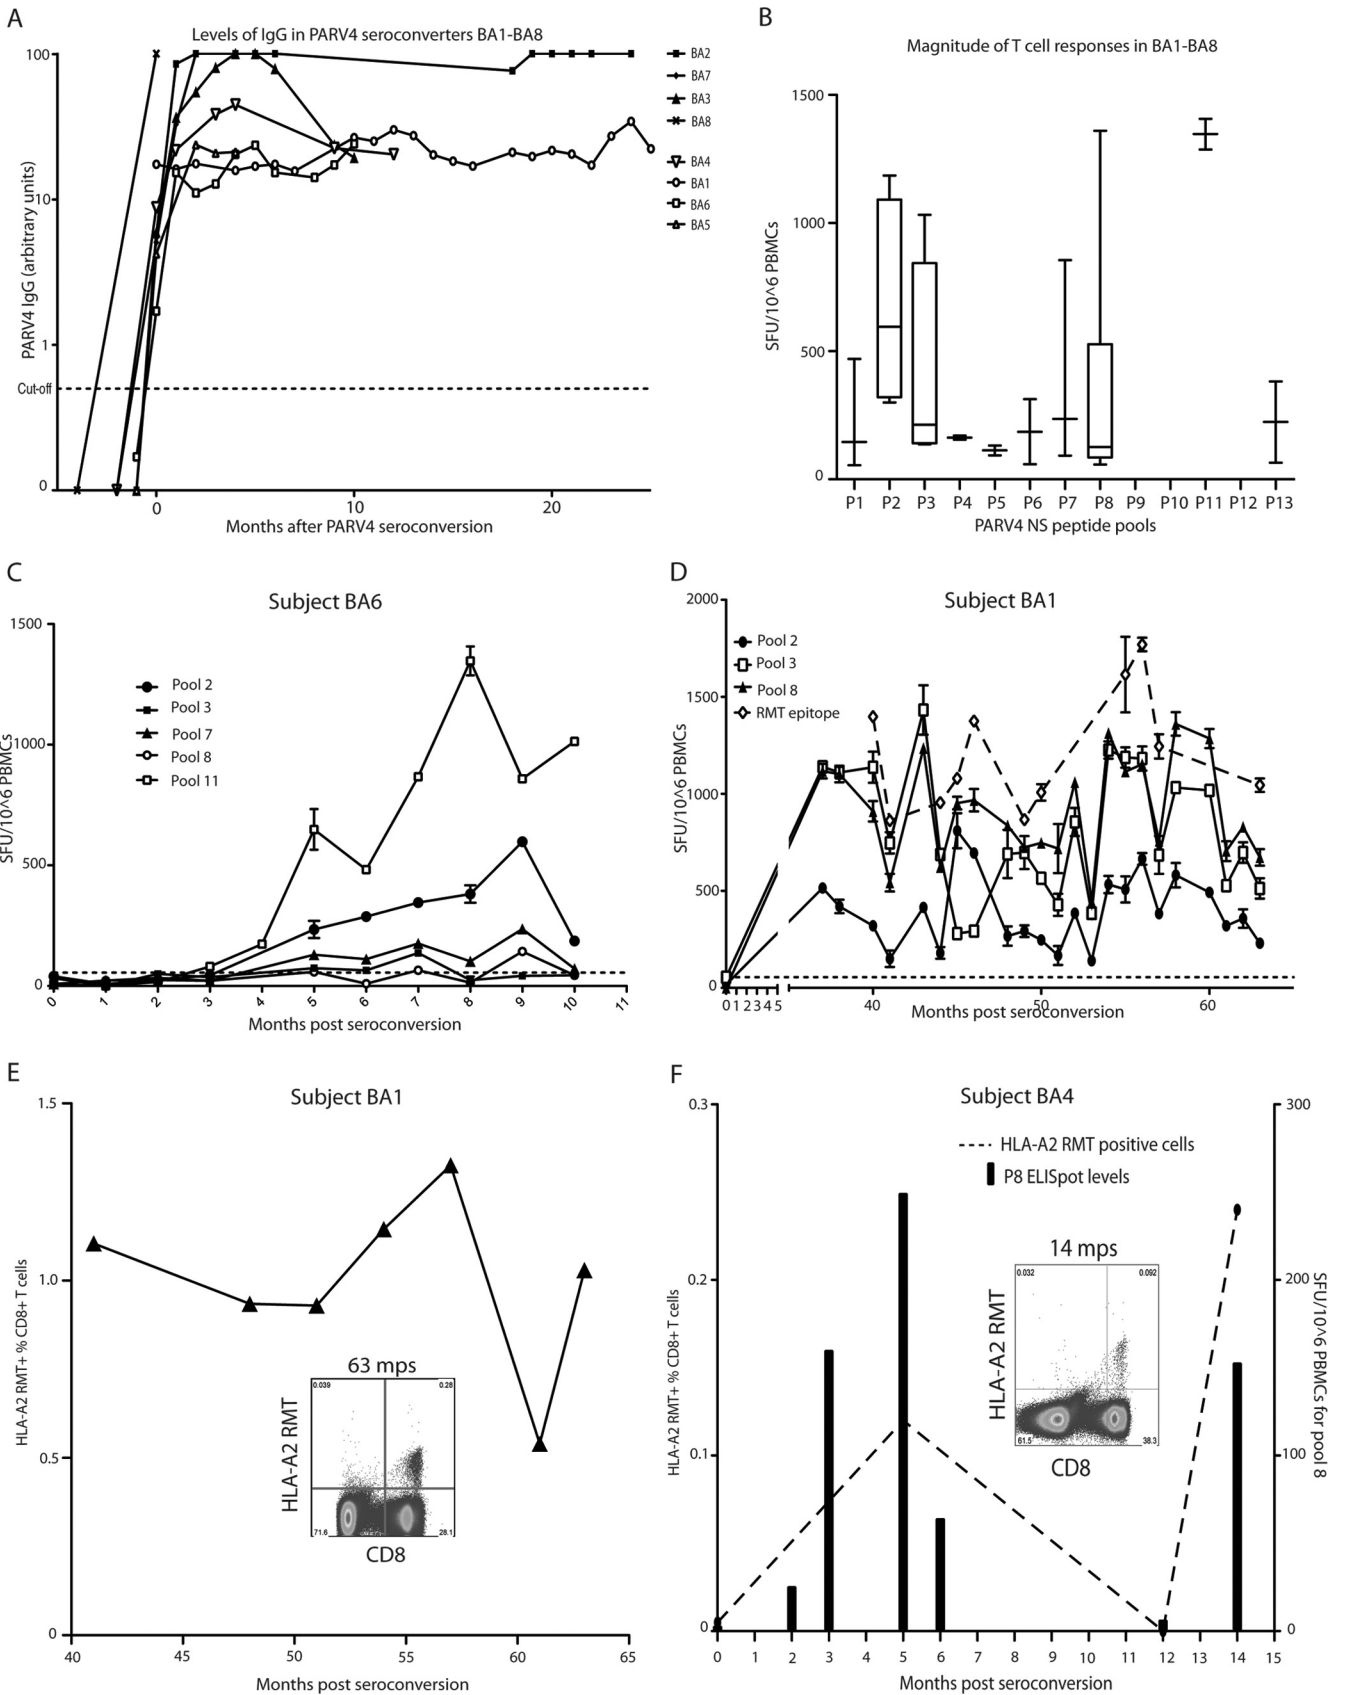 A
Levels of IgG in PARV4 seroconverters BA1-BA8
PARV4 IgG (arbitrary units)
100
10
1
Cut-off
0
0 10 20
Months after PARV4 seroconversion
BA2
BA7
BA3
BA8
BA4
BA1
BA6
BA5
B
Magnitude of T cell responses in BA1-BA8
SFU/10^6 PBMCs
1500
1000
500
0
P1 P2 P3 P4 P5 P6 P7 P8 P9 P10 P11 P12 P13
PARV4 NS peptide pools
C
Subject BA6
SFU/10^6 PBMCs
1500
1000
500
0
Pool 2
Pool 3
Pool 7
Pool 8
Pool 11
0 1 2 3 4 5 6 7 8 9 10 11
Months post seroconversion
D
Subject BA1
SFU/10^6 PBMCs
2000
1500
1000
500
0
Pool 2
Pool 3
Pool 8
RMT epitope
0 1 2 3 4 5 40 50 60
Months post seroconversion
E
Subject BA1
HLA-A2 RMT+ % CD8+ T cells
1.5
1.0
0.5
0
63 mps
HLA-A2 RMT
0.039 0.28
71.6 28.1
CD8
40 45 50 55 60 65
Months post seroconversion
F
Subject BA4
HLA-A2 RMT+ % CD8+ T cells
0.3
0.2
0.1
0
HLA-A2 RMT positive cells
P8 ELISpot levels
14 mps
HLA-A2 RMT
0.032 0.092
61.5 38.3
CD8
300
200
100
0
SFU/10^6 PBMCs for pool 8
0 1 2 3 4 5 6 7 8 9 10 11 12 13 14 15
Months post seroconversion